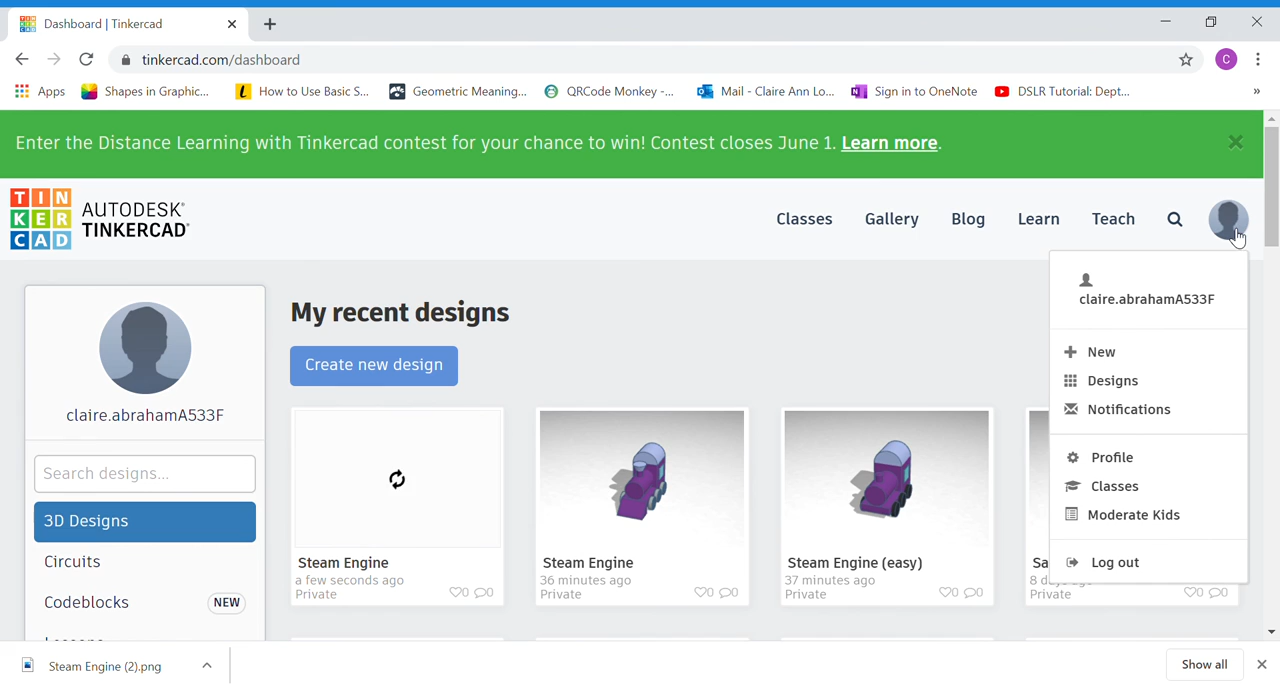 Dashboard | Tinkercad
tinkercad.com/dashboard
C
Apps
Shapes in Graphic...
How to Use Basic S...
Geometric Meaning...
QRCode Monkey -...
Mail - Claire Ann Lo...
Sign in to OneNote
DSLR Tutorial: Dept...
»
Enter the Distance Learning with Tinkercad contest for your chance to win! Contest closes June 1. Learn more.
TIN
KER
CAD
AUTODESK®
TINKERCAD®
Classes
Gallery
Blog
Learn
Teach
claire.abrahamA533F
New
Designs
Notifications
Profile
Classes
Moderate Kids
Log out
claire.abrahamA533F
Search designs...
3D Designs
Circuits
Codeblocks NEW
My recent designs
Create new design
Steam Engine
a few seconds ago
Private 0 0
Steam Engine
36 minutes ago
Private 0 0
Steam Engine (easy)
37 minutes ago
Private 0 0
Sa
8 d
Private 0 0
Steam Engine (2).png
Show all